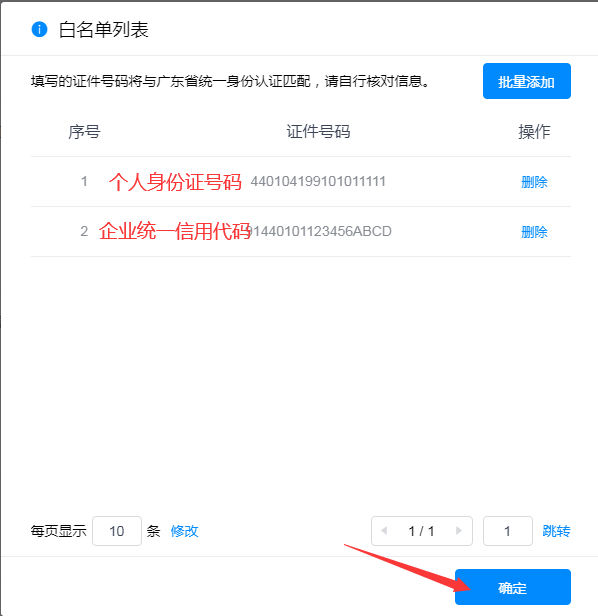 白名单列表
填写的证件号码将与广东省统一身份认证匹配，请自行核对信息。 批量添加
序号 证件号码 操作
1 个人身份证号码 440104199101011111 删除
2 企业统一信用代码 91440101123456ABCD 删除
每页显示 10 条 修改 1 / 1 1 跳转
确定